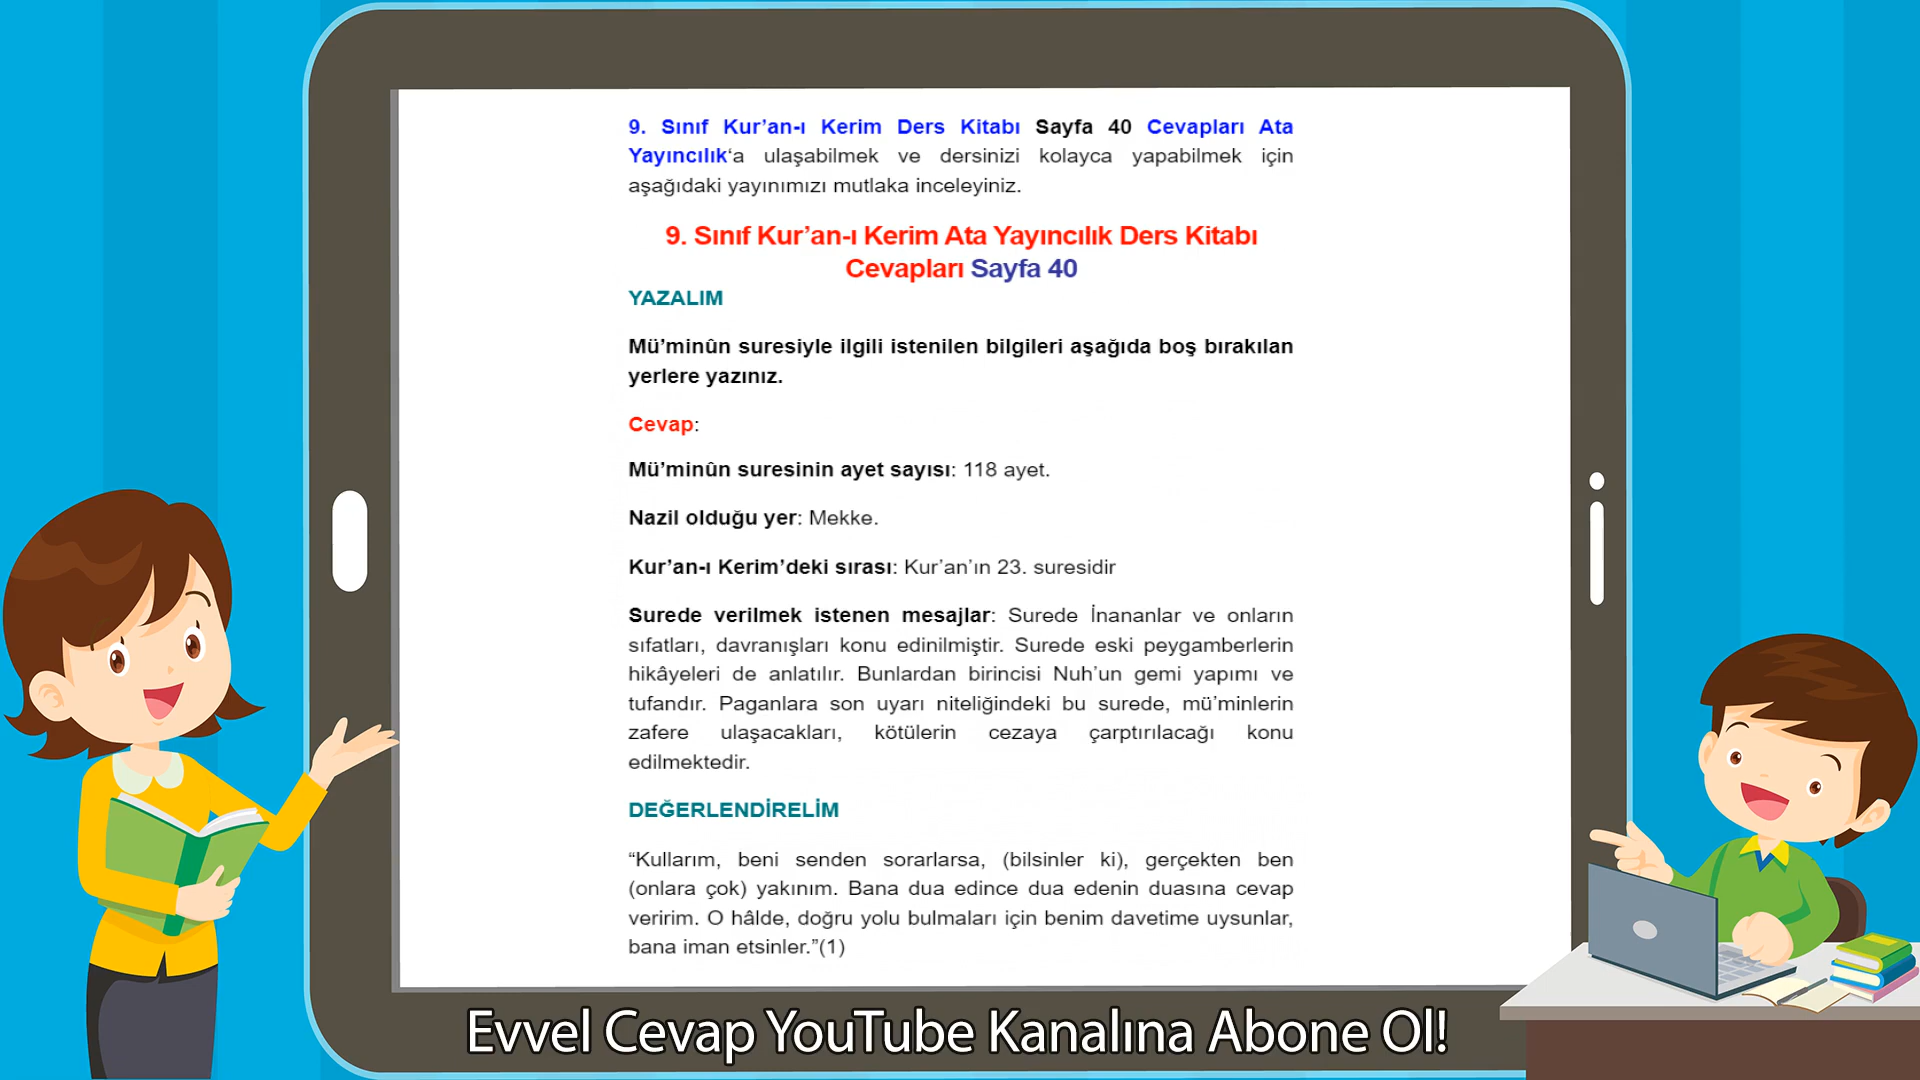 9. Sınıf Kur’an-ı Kerim Ders Kitabı Sayfa 40 Cevapları Ata
Yayıncılık‘a ulaşabilmek ve dersinizi kolayca yapabilmek için
aşağıdaki yayınımızı mutlaka inceleyiniz.
9. Sınıf Kur’an-ı Kerim Ata Yayıncılık Ders Kitabı
Cevapları Sayfa 40
YAZALIM
Mü’minûn suresiyle ilgili istenilen bilgileri aşağıda boş bırakılan
yerlere yazınız.
Cevap:
Mü’minûn suresinin ayet sayısı: 118 ayet.
Nazil olduğu yer: Mekke.
Kur’an-ı Kerim’deki sırası: Kur’an’ın 23. suresidir
Surede verilmek istenen mesajlar: Surede İnananlar ve onların
sıfatları, davranışları konu edinilmiştir. Surede eski peygamberlerin
hikâyeleri de anlatılır. Bunlardan birincisi Nuh’un gemi yapımı ve
tufandır. Paganlara son uyarı niteliğindeki bu surede, mü’minlerin
zafere ulaşacakları, kötülerin cezaya çarptırılacağı konu
edilmektedir.
DEĞERLENDİRELİM
“Kullarım, beni senden sorarlarsa, (bilsinler ki), gerçekten ben
(onlara çok) yakınım. Bana dua edince dua edenin duasına cevap
veririm. O hâlde, doğru yolu bulmaları için benim davetime uysunlar,
bana iman etsinler.”(1)
Evvel Cevap YouTube Kanalına Abone Ol!